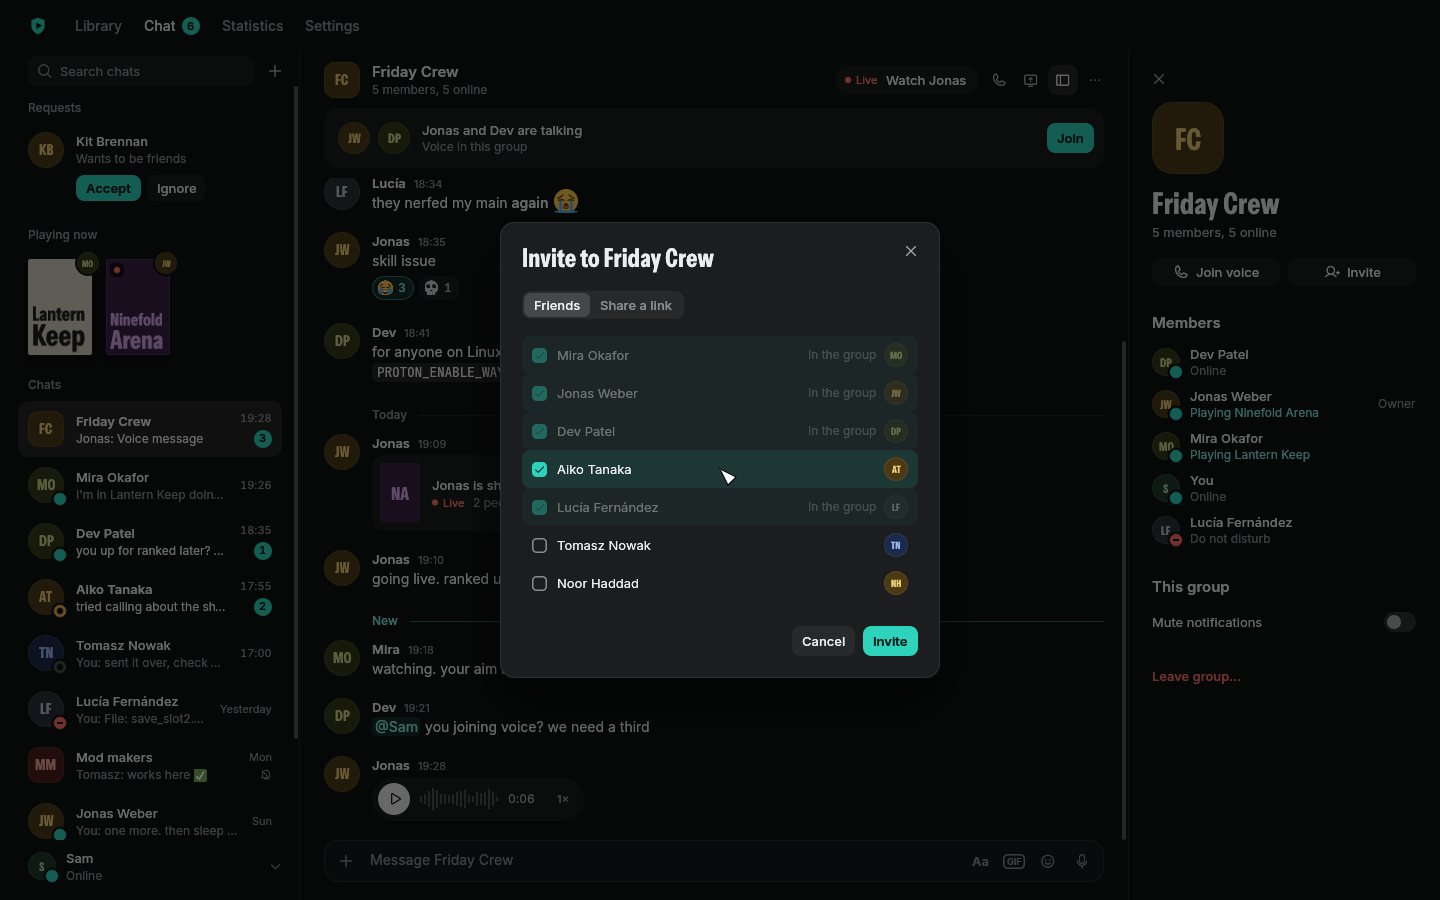 Library Chat 6 Statistics Settings
Search chats
Requests
KB
Kit Brennan
Wants to be friends
Accept Ignore
Playing now
MO
Lantern
Keep
JW
Ninefold
Arena
Chats
FC
Friday Crew 19:28
Jonas: Voice message 3
MO
Mira Okafor 19:26
I'm in Lantern Keep doin...
DP
Dev Patel 18:35
you up for ranked later? ... 1
AT
Aiko Tanaka 17:55
tried calling about the sh... 2
TN
Tomasz Nowak 17:00
You: sent it over, check ...
LF
Lucía Fernández Yesterday
You: File: save_slot2....
MM
Mod makers Mon
Tomasz: works here ✅
JW
Jonas Weber Sun
You: one more. then sleep ...
S
Sam
Online
FC
Friday Crew
5 members, 5 online
Live Watch Jonas
JW DP
Jonas and Dev are talking
Voice in this group
Join
LF
Lucía 18:34
they nerfed my main again 😭
JW
Jonas 18:35
skill issue
😂 3 💀 1
DP
Dev 18:41
for anyone on Linux
PROTON_ENABLE_WAY
Today
JW
Jonas 19:09
NA
Jonas is sh
Live 2 pe
JW
Jonas 19:10
going live. ranked u
New
MO
Mira 19:18
watching. your aim
DP
Dev 19:21
@Sam you joining voice? we need a third
JW
Jonas 19:28
0:06 1×
Message Friday Crew
Aa GIF
Invite to Friday Crew
Friends Share a link
Mira Okafor In the group MO
Jonas Weber In the group JW
Dev Patel In the group DP
Aiko Tanaka AT
Lucía Fernández In the group LF
Tomasz Nowak TN
Noor Haddad NH
Cancel Invite
FC
Friday Crew
5 members, 5 online
Join voice Invite
Members
DP
Dev Patel
Online
JW
Jonas Weber Owner
Playing Ninefold Arena
MO
Mira Okafor
Playing Lantern Keep
S
You
Online
LF
Lucía Fernández
Do not disturb
This group
Mute notifications
Leave group...